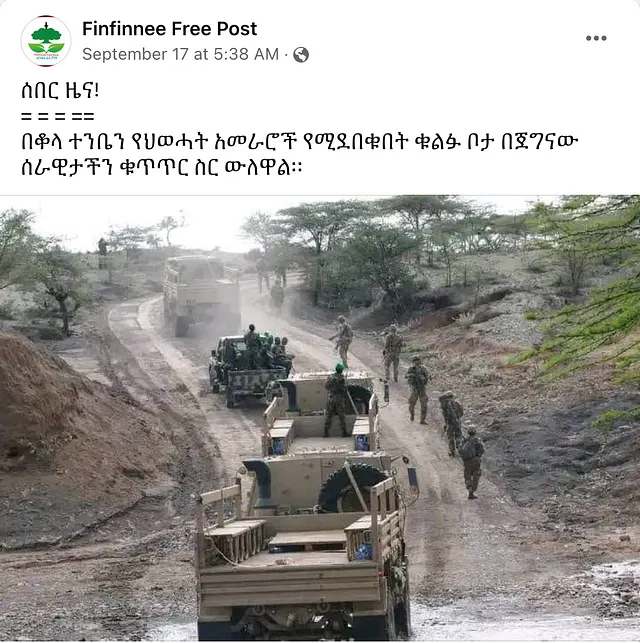 Finfinnee Free Post
September 17 at 5:38 AM ·
ሰበር ዜና!
= = = ==
በቆላ ተንቤን የህወሓት አመራሮች የሚደበቁበት ቁልፉ ቦታ በጀግናው
ሰራዊታችን ቁጥጥር ስር ውለዋል፡፡